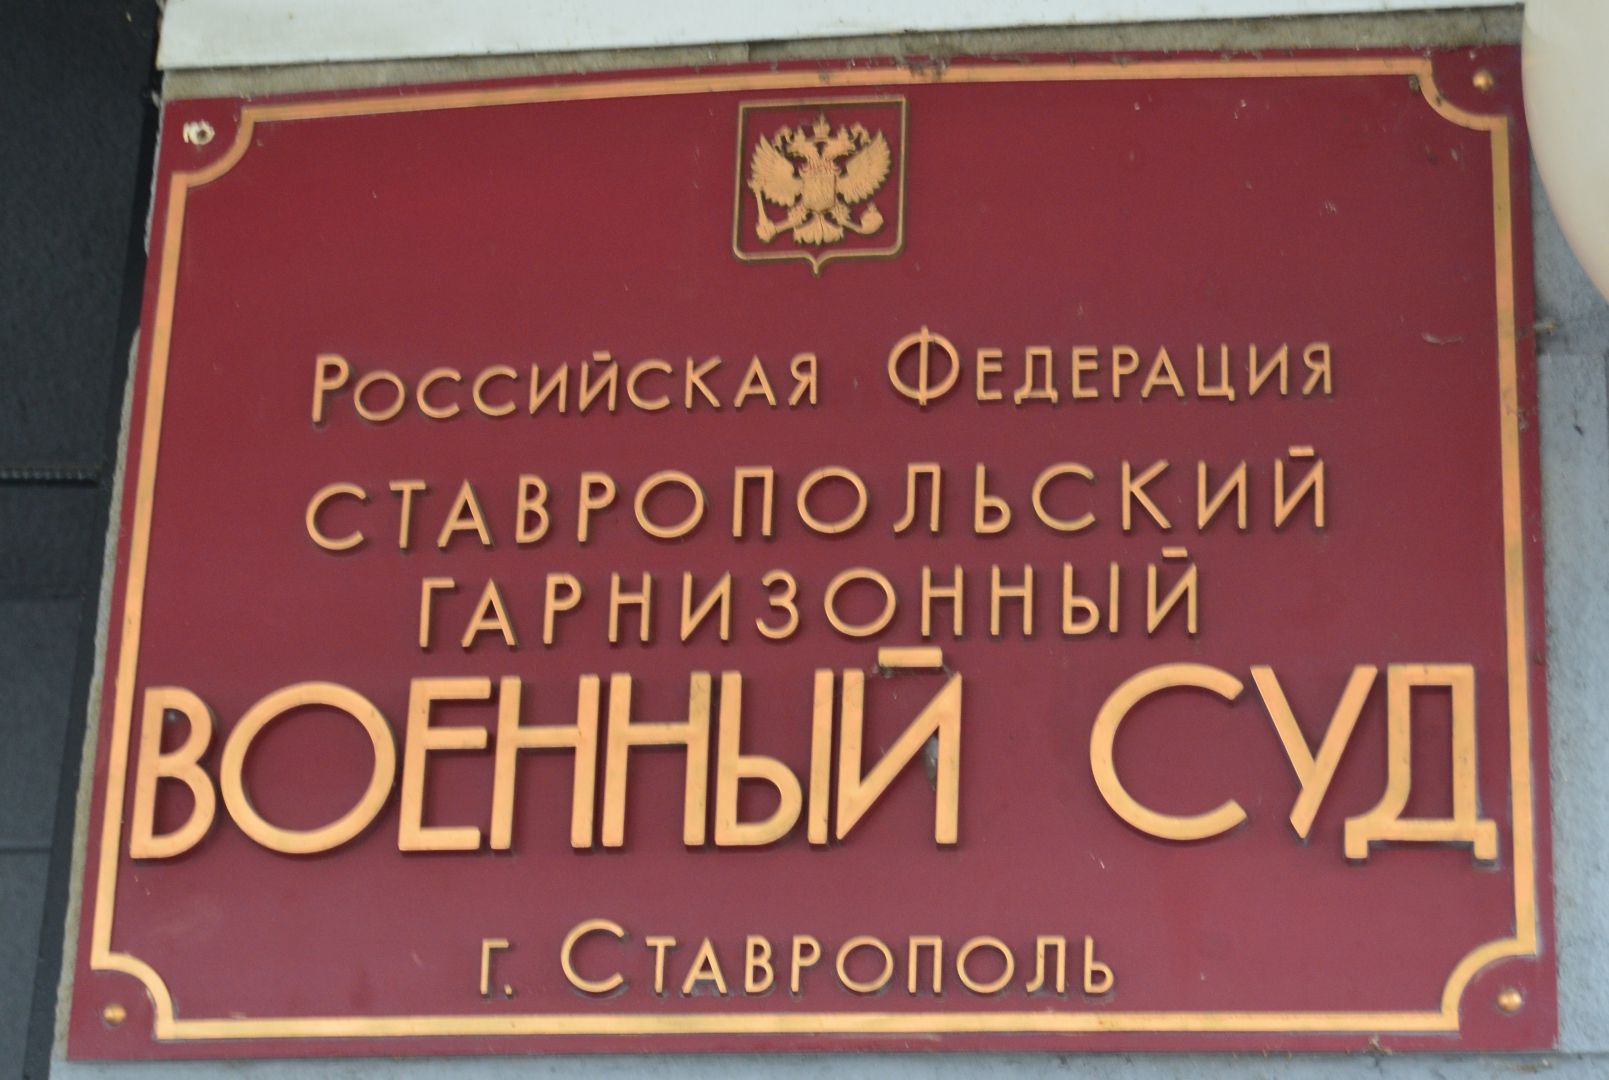 Российская Федерация
СТАВРОПОЛЬСКИЙ
ГАРНИЗОННЫЙ
ВОЕННЫЙ СУД
г. Ставрополь